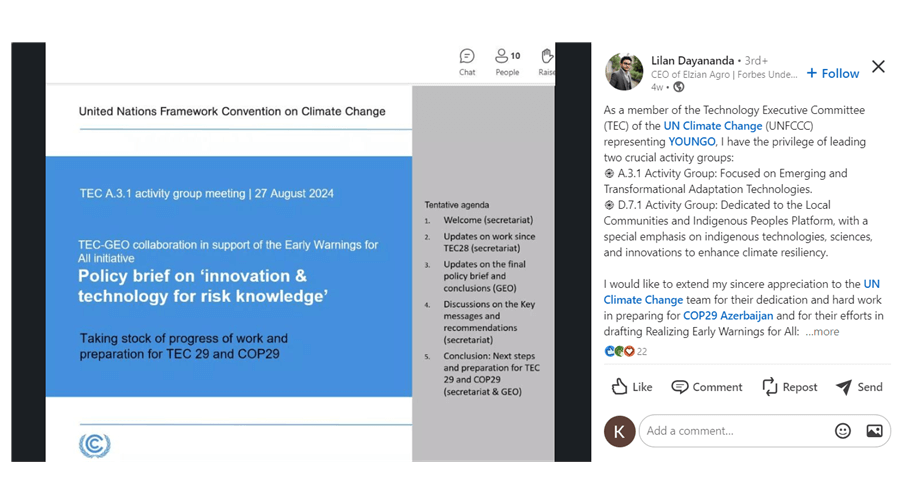 10
Chat People Raise
United Nations Framework Convention on Climate Change
TEC A.3.1 activity group meeting | 27 August 2024
TEC-GEO collaboration in support of the Early Warnings for
All initiative
Policy brief on ‘innovation &
technology for risk knowledge’
Taking stock of progress of work and
preparation for TEC 29 and COP29
Tentative agenda
1. Welcome (secretariat)
2. Updates on work since
TEC28 (secretariat)
3. Updates on the final
policy brief and
conclusions (GEO)
4. Discussions on the Key
messages and
recommendations
(secretariat)
5. Conclusion: Next steps
and preparation for TEC
29 and COP29
(secretariat & GEO)
Lilan Dayananda • 3rd+
CEO of Elzian Agro | Forbes Unde...
4w •
+ Follow
As a member of the Technology Executive Committee
(TEC) of the UN Climate Change (UNFCCC)
representing YOUNGO, I have the privilege of leading
two crucial activity groups:
A.3.1 Activity Group: Focused on Emerging and
Transformational Adaptation Technologies.
D.7.1 Activity Group: Dedicated to the Local
Communities and Indigenous Peoples Platform, with a
special emphasis on indigenous technologies, sciences,
and innovations to enhance climate resiliency.
I would like to extend my sincere appreciation to the UN
Climate Change team for their dedication and hard work
in preparing for COP29 Azerbaijan and for their efforts in
drafting Realizing Early Warnings for All: ...more
22
Like Comment Repost Send
K
Add a comment...